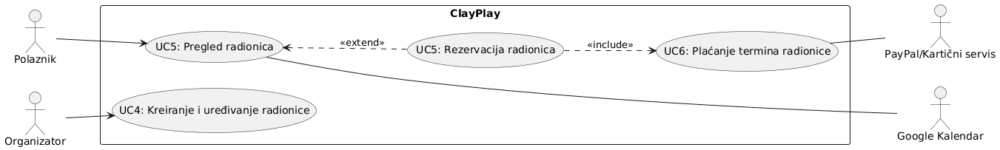 ClayPlay
Polaznik
UC5: Pregled radionica
«extend»
UC5: Rezervacija radionica
«include»
UC6: Plaćanje termina radionice
PayPal/Kartični servis
Organizator
UC4: Kreiranje i uređivanje radionice
Google Kalendar